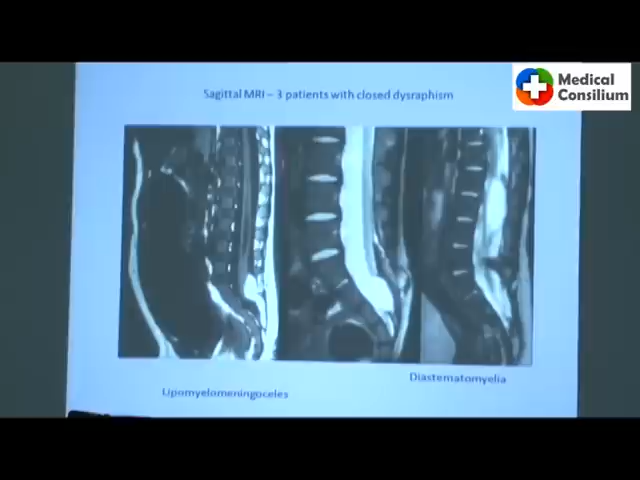 Sagittal MRI – 3 patients with closed dysraphism
Medical
Consilium
Diastematomyelia
Lipomyelomeningoceles